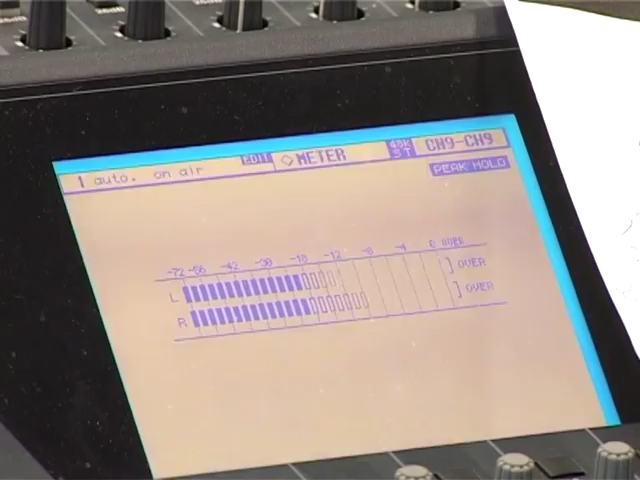 1 auto. on air EDIT ◇METER 48K ST CH9-CH9
PEAK HOLD
-72 -56 -42 -30 -18 -12 -8 -4 0 OVER
L OVER
R OVER